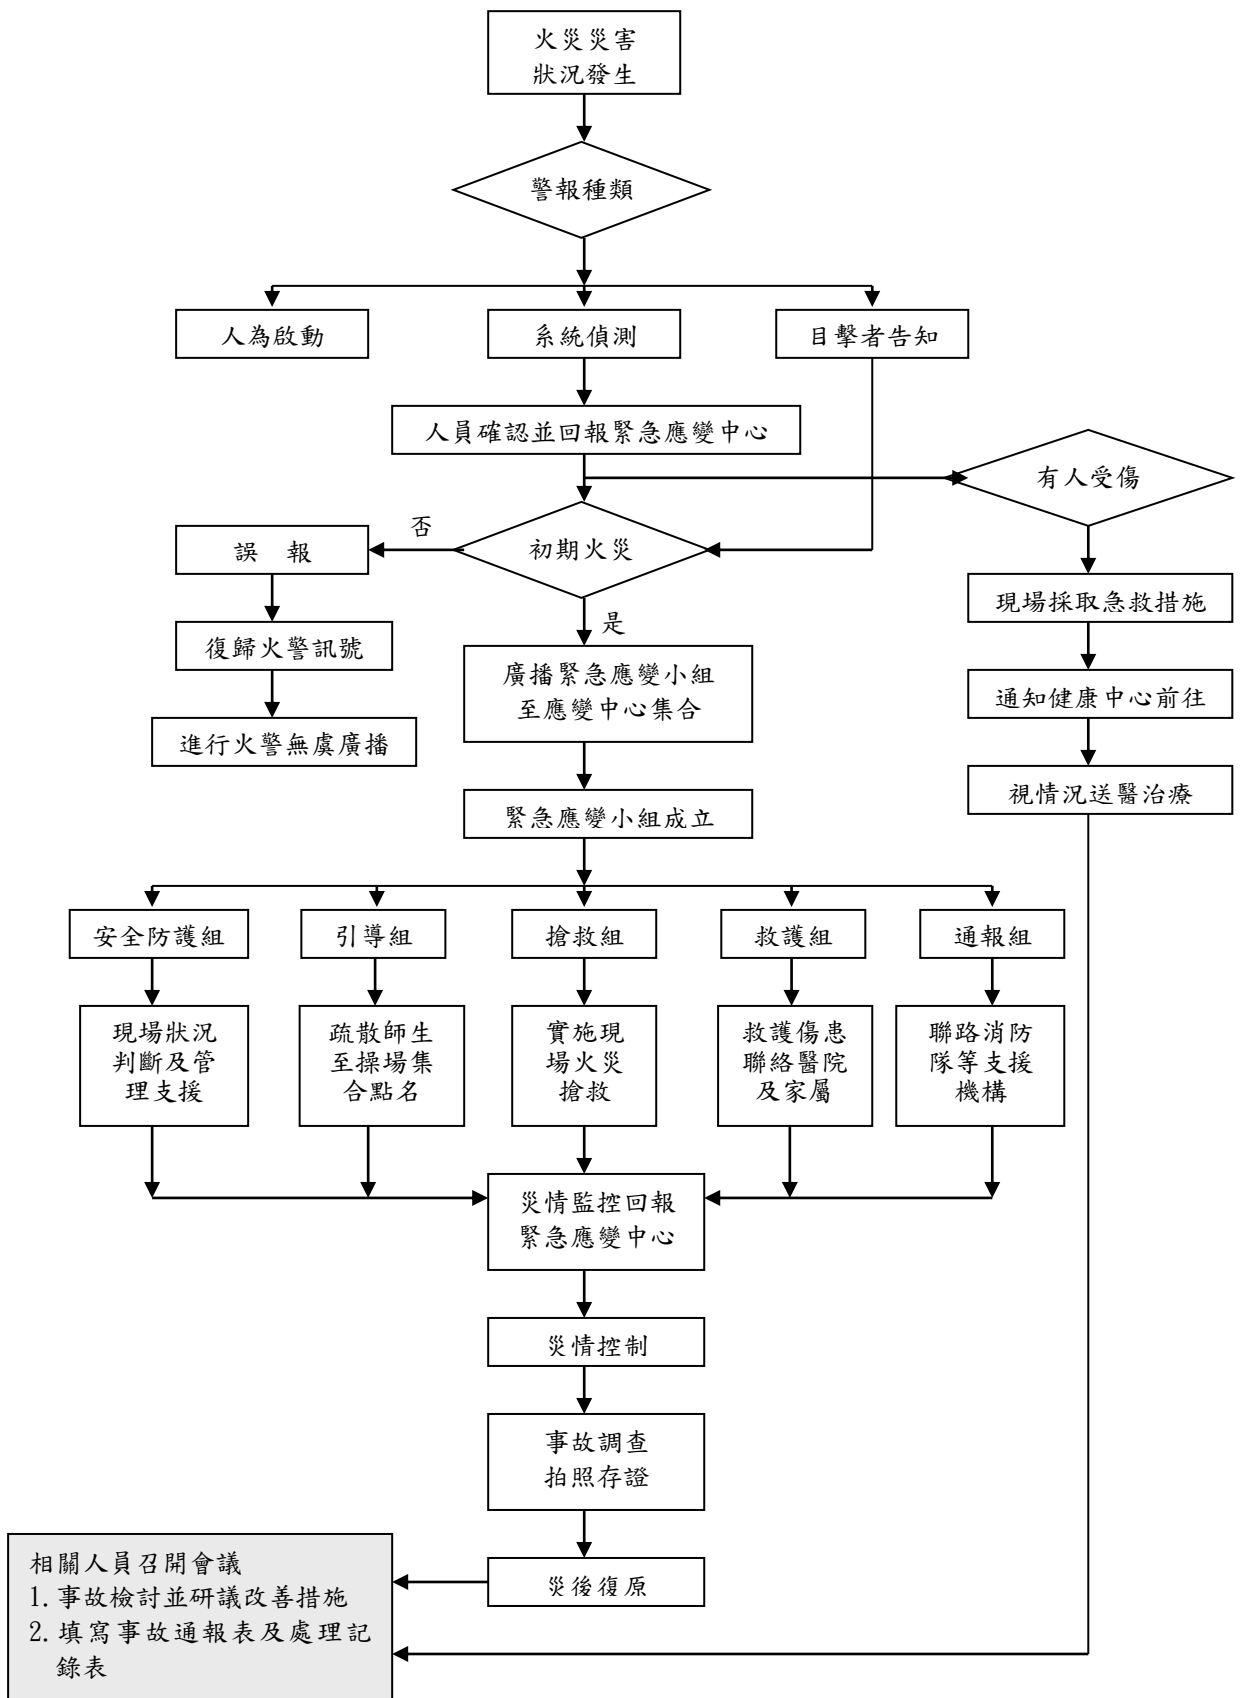 火災災害
狀況發生
警報種類
人為啟動
系統偵測
目擊者告知
人員確認並回報緊急應變中心
有人受傷
否
誤 報
初期火災
現場採取急救措施
是
復歸火警訊號
廣播緊急應變小組
至應變中心集合
通知健康中心前往
進行火警無虞廣播
視情況送醫治療
緊急應變小組成立
安全防護組
引導組
搶救組
救護組
通報組
現場狀況
判斷及管
理支援
疏散師生
至操場集
合點名
實施現
場火災
搶救
救護傷患
聯絡醫院
及家屬
聯路消防
隊等支援
機構
災情監控回報
緊急應變中心
災情控制
事故調查
拍照存證
災後復原
相關人員召開會議
1.事故檢討並研議改善措施
2.填寫事故通報表及處理記
錄表